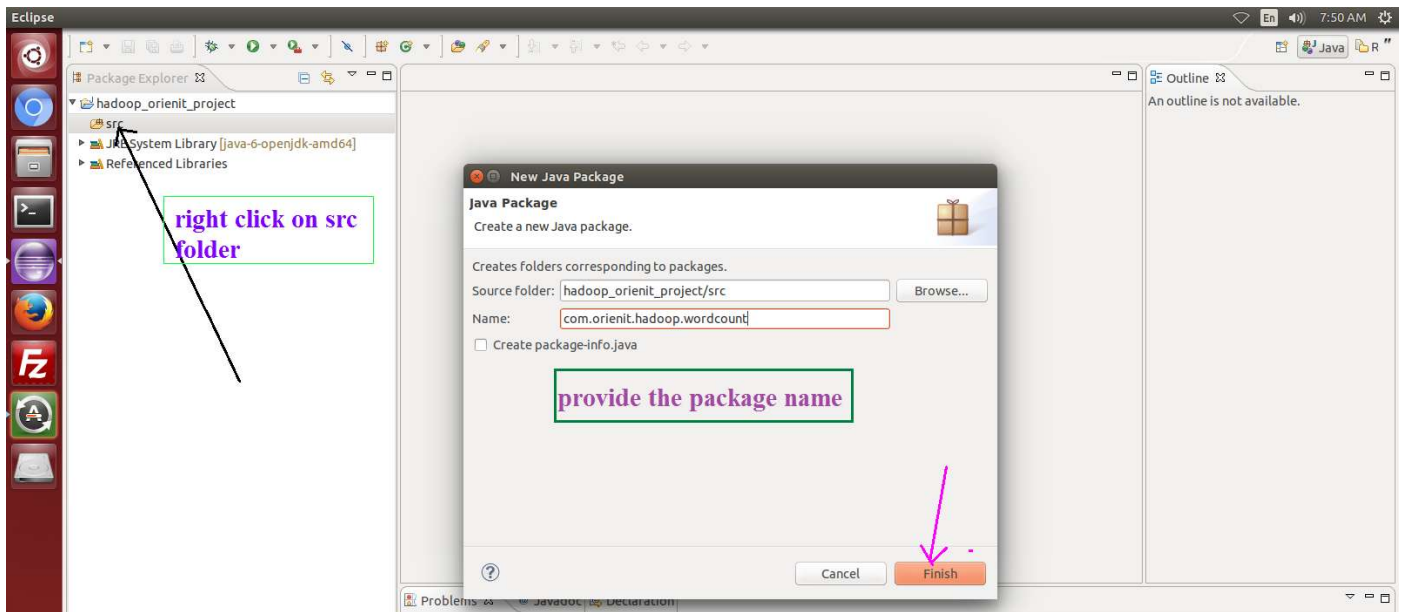 Eclipse
En
7:50 AM
Java
R
Package Explorer
Outline
hadoop_orienit_project
An outline is not available.
src
JRE System Library [java-6-openjdk-amd64]
Referenced Libraries
right click on src
folder
New Java Package
Java Package
Create a new Java package.
Creates folders corresponding to packages.
Source folder: hadoop_orienit_project/src Browse...
Name: com.orienit.hadoop.wordcount
Create package-info.java
provide the package name
Cancel Finish
Problems Javadoc Declaration